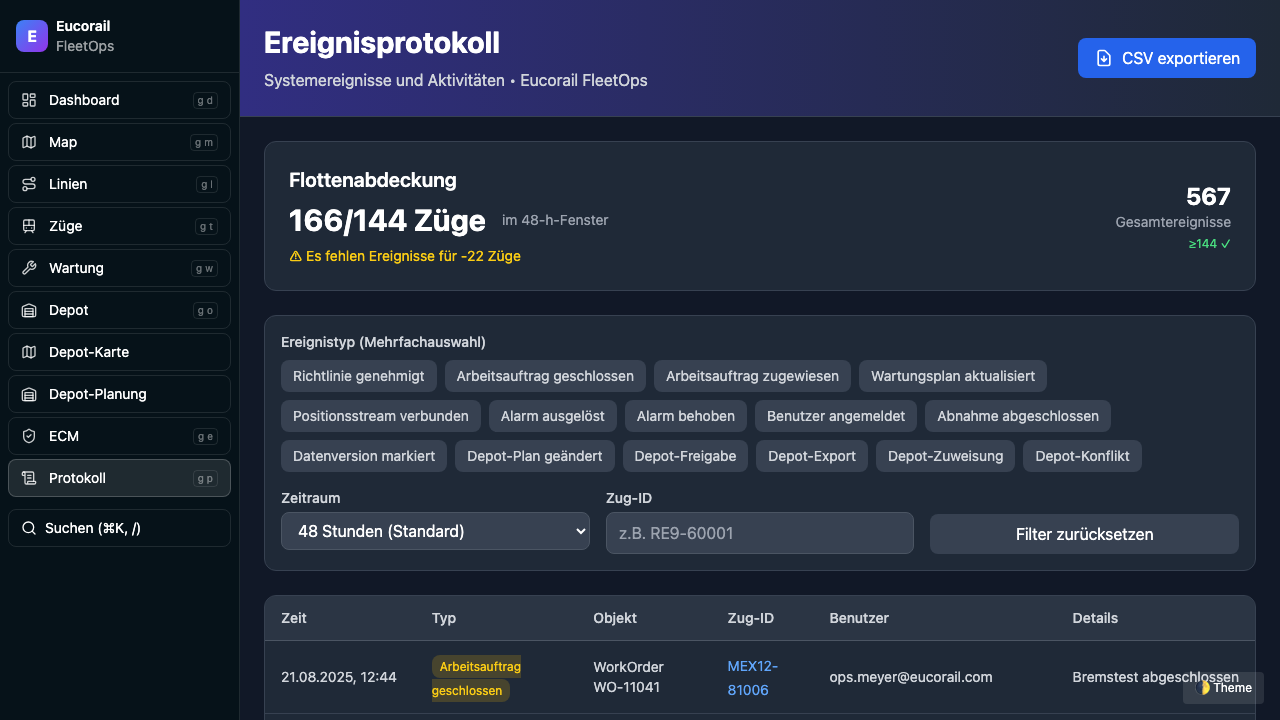 E
Eucorail
FleetOps
Dashboard g d
Map g m
Linien g l
Züge g t
Wartung g w
Depot g o
Depot-Karte
Depot-Planung
ECM g e
Protokoll g p
Suchen (⌘K, /)
Ereignisprotokoll
Systemereignisse und Aktivitäten • Eucorail FleetOps
CSV exportieren
Flottenabdeckung
166/144 Züge im 48-h-Fenster
Es fehlen Ereignisse für -22 Züge
567
Gesamtereignisse
≥144 ✓
Ereignistyp (Mehrfachauswahl)
Richtlinie genehmigt Arbeitsauftrag geschlossen Arbeitsauftrag zugewiesen Wartungsplan aktualisiert
Positionsstream verbunden Alarm ausgelöst Alarm behoben Benutzer angemeldet Abnahme abgeschlossen
Datenversion markiert Depot-Plan geändert Depot-Freigabe Depot-Export Depot-Zuweisung Depot-Konflikt
Zeitraum
48 Stunden (Standard)
Zug-ID
z.B. RE9-60001
Filter zurücksetzen
Zeit Typ Objekt Zug-ID Benutzer Details
21.08.2025, 12:44
Arbeitsauftrag
geschlossen
WorkOrder
WO-11041
MEX12-
81006
ops.meyer@eucorail.com
Bremstest abgeschlossen
Theme